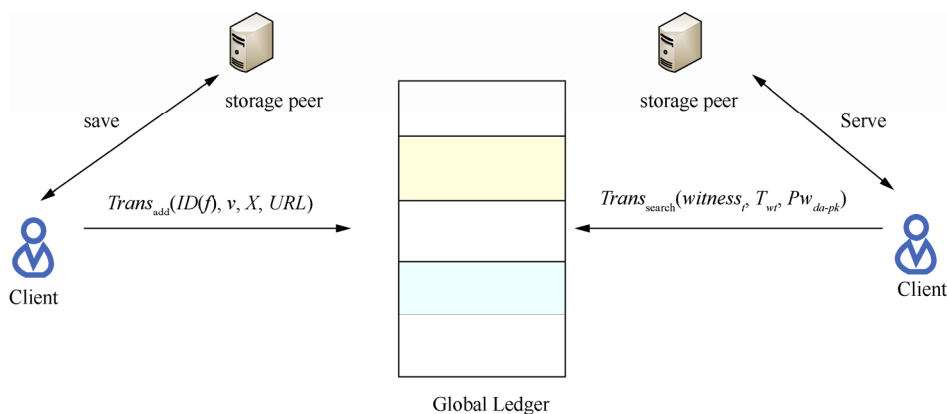 storage peer
storage peer
save
Serve
Trans_add(ID(f), v, X, URL)
Trans_search(witness_t, T_wt, Pw_da-pk)
Client
Client
Global Ledger